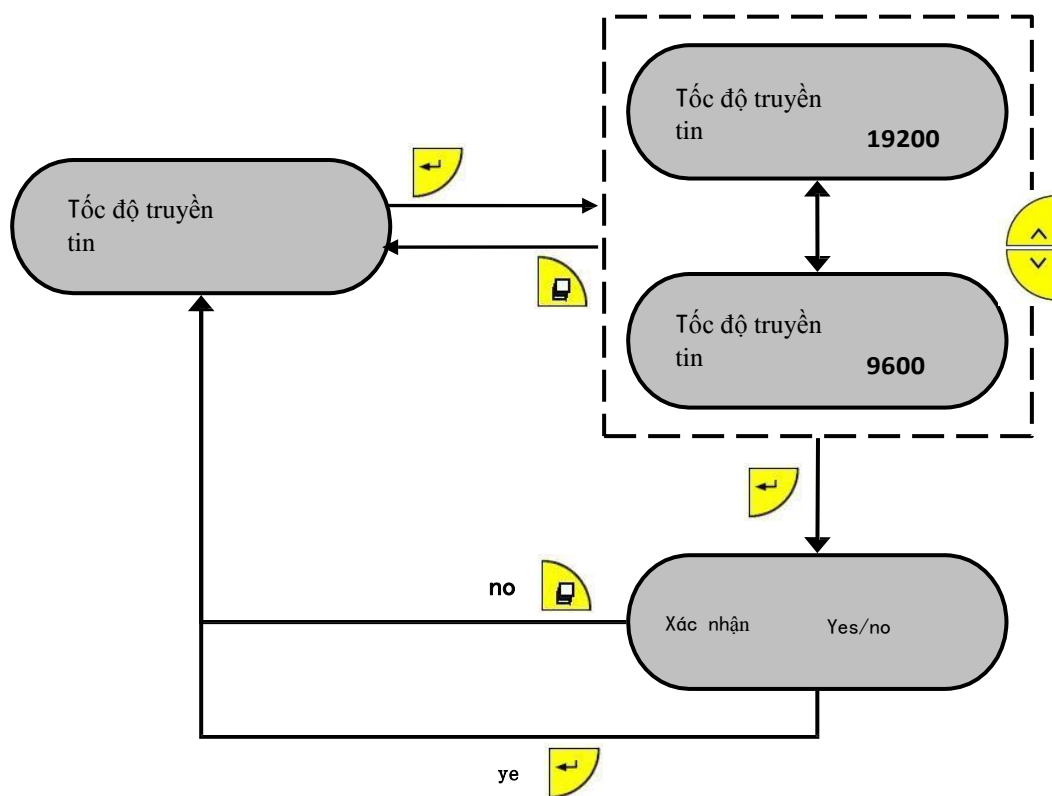 Tốc độ truyền
tin
19200
Tốc độ truyền
tin
Tốc độ truyền
tin
9600
no
Xác nhận Yes/no
ye